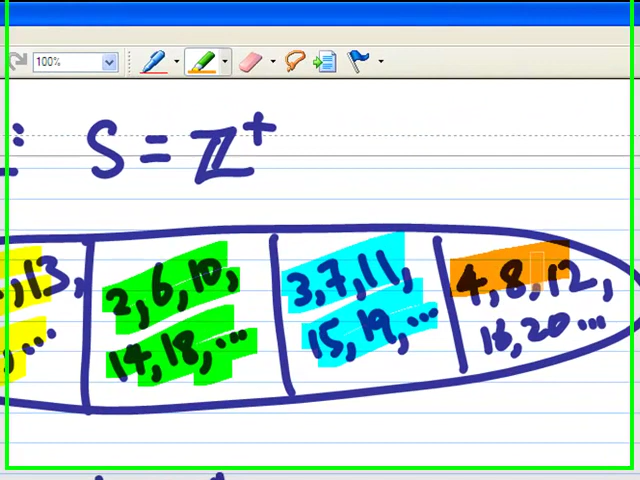 100%
: S = ℤ⁺
, 13,
, ...
2, 6, 10,
14, 18, ...
3, 7, 11,
15, 19, ...
4, 8, 12,
16, 20 ...